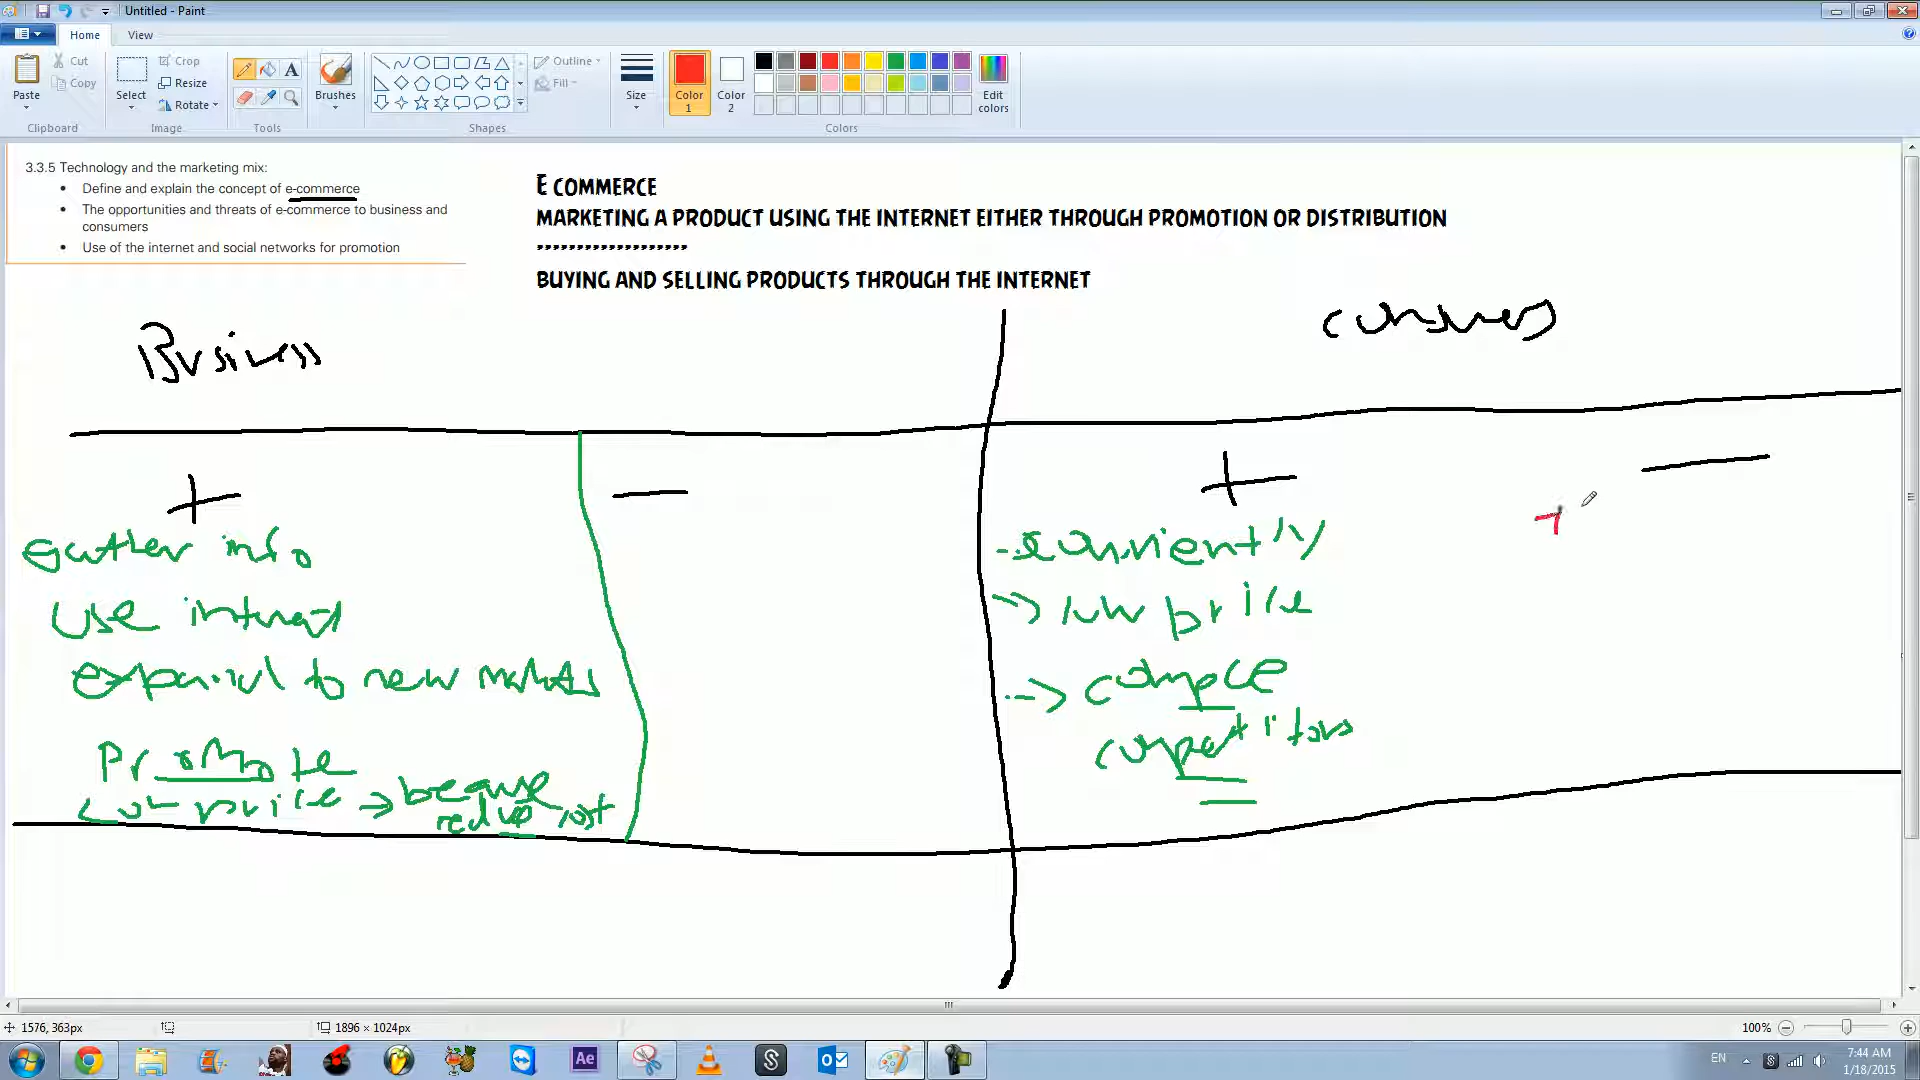 Untitled - Paint
Home
View
Paste
Cut
Copy
Clipboard
Select
Crop
Resize
Rotate
Image
A
Tools
Brushes
Shapes
Outline
Fill
Size
Color 1
Color 2
Edit colors
Colors
3.3.5 Technology and the marketing mix:
• Define and explain the concept of e-commerce
• The opportunities and threats of e-commerce to business and
consumers
• Use of the internet and social networks for promotion
E COMMERCE
MARKETING A PRODUCT USING THE INTERNET EITHER THROUGH PROMOTION OR DISTRIBUTION
-------------------
BUYING AND SELLING PRODUCTS THROUGH THE INTERNET
Business
+
—
+
—
Gather info
Use
expand to new markets
Promote
low price → because
reduce cost
→ low price
→
competitors
1576, 363px
1896 × 1024px
100%
Ae
S
EN
7:44 AM
1/18/2015